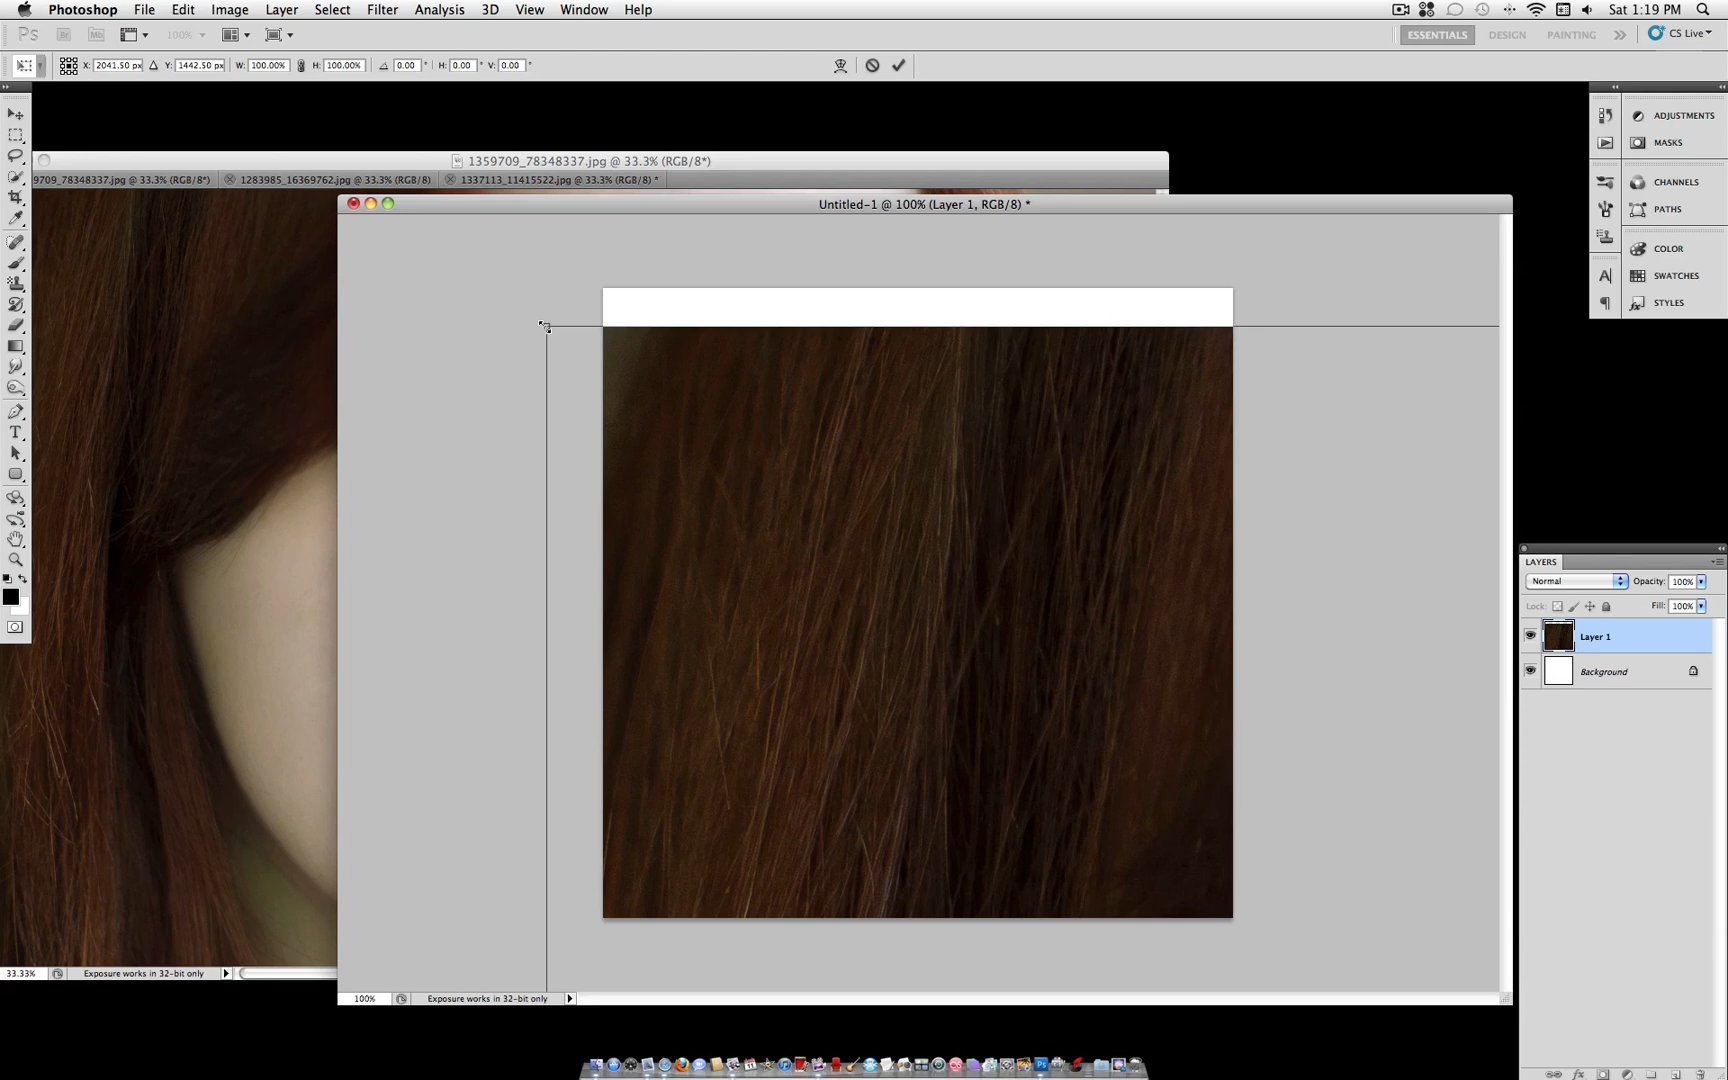 Photoshop File Edit Image Layer Select Filter Analysis 3D View Window Help Sat 1:19 PM
Ps Br Mb 100% ESSENTIALS DESIGN PAINTING CS Live
X: 2041.50 px Y: 1442.50 px W: 100.00% H: 100.00% 0.00 ° H: 0.00 ° V: 0.00 °
ADJUSTMENTS
MASKS
1359709_78348337.jpg @ 33.3% (RGB/8*)
9709_78348337.jpg @ 33.3% (RGB/8*) 1283985_16369762.jpg @ 33.3% (RGB/8) 1337113_11415522.jpg @ 33.3% (RGB/8) *
CHANNELS
Untitled-1 @ 100% (Layer 1, RGB/8) *
PATHS
COLOR
SWATCHES
STYLES
LAYERS
Normal Opacity: 100%
Lock: Fill: 100%
Layer 1
Background
33.33% Exposure works in 32-bit only
100% Exposure works in 32-bit only